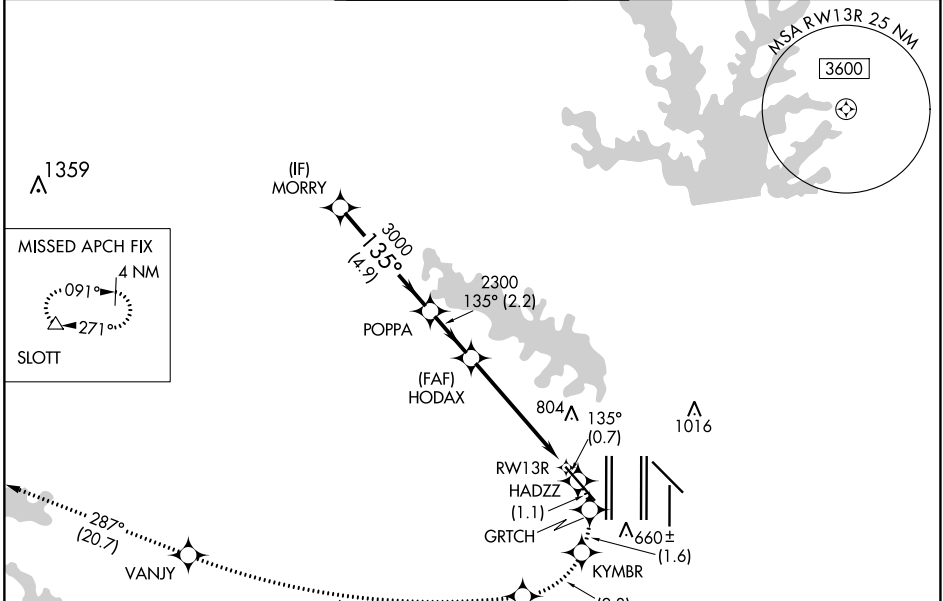 MSA RW13R 25 NM
3600
1359
(IF)
MORRY
3000
135°
(4.9)
MISSED APCH FIX
4 NM
091°
271°
SLOTT
2300
135° (2.2)
POPPA
(FAF)
HODAX
804
135°
(0.7)
1016
RW13R
HADZZ
(1.1)
GRTCH
660 ±
(1.6)
KYMBR
287°
(20.7)
VANJY